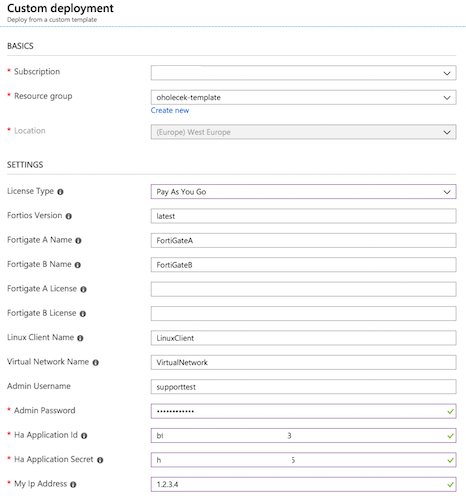 Custom deployment
Deploy from a custom template
BASICS
* Subscription
* Resource group oholecek-template
Create new
* Location (Europe) West Europe
SETTINGS
License Type Pay As You Go
Fortios Version latest
Fortigate A Name FortiGateA
Fortigate B Name FortiGateB
Fortigate A License
Fortigate B License
Linux Client Name LinuxClient
Virtual Network Name VirtualNetwork
Admin Username supporttest
* Admin Password ••••••••••••
* Ha Application Id 3
* Ha Application Secret h
* My Ip Address 1.2.3.4